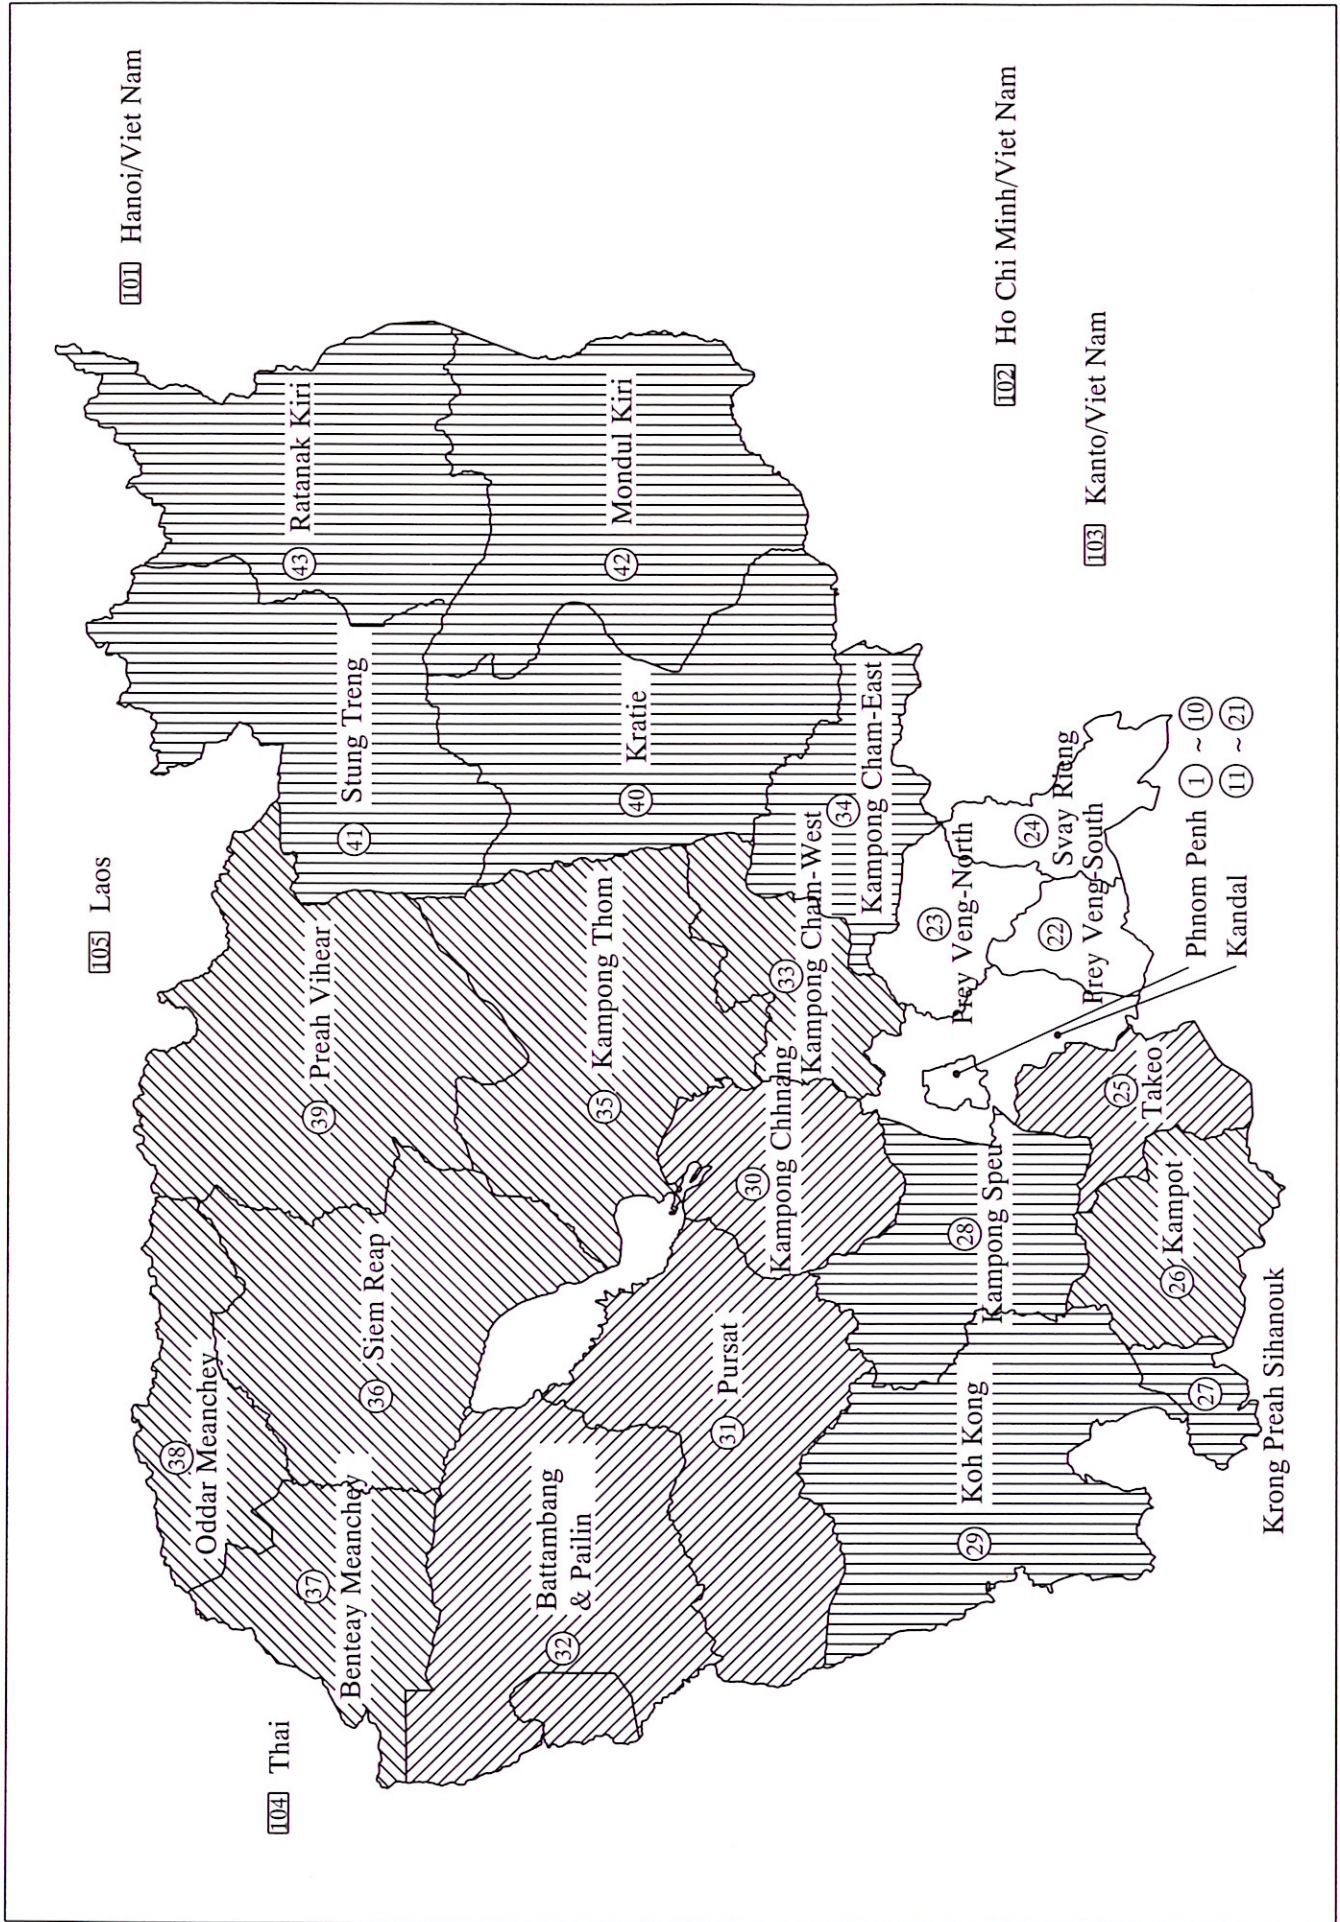 101 Hanoi/Viet Nam
105 Laos
104 Thai
38
Oddar Meanchey
39 Preah Vihear
43 Ratanak Kiri
37
Benteay Meanchey
36 Siem Reap
41 Stung Treng
32
Battambang
& Pailin
35
Kampong Thom
40
Kratie
42
Mondul Kiri
31 Pursat
30
Kampong Chhnang
33
Kampong Cham-West
34
Kampong Cham-East
29
Koh Kong
28
Kampong Speu
23
Prey Veng-North
24
Svay Rieng
22
Prey Veng-South
102 Ho Chi Minh/Viet Nam
103 Kanto/Viet Nam
25
Takeo
26 Kampot
27
Krong Preah Sihanouk
Phnom Penh 1 ~ 10
Kandal 11 ~ 21